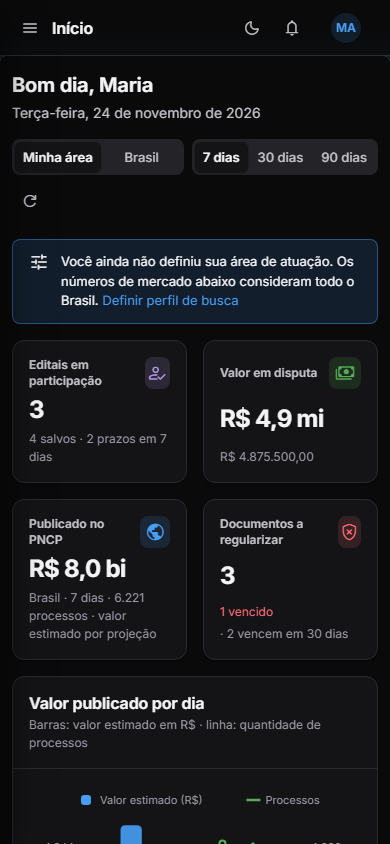 Início
MA
Bom dia, Maria
Terça-feira, 24 de novembro de 2026
Minha área
Brasil
7 dias
30 dias
90 dias
Você ainda não definiu sua área de atuação. Os
números de mercado abaixo consideram todo o
Brasil. Definir perfil de busca
Editais em
participação
3
4 salvos · 2 prazos em 7
dias
Valor em disputa
R$ 4,9 mi
R$ 4.875.500,00
Publicado no
PNCP
R$ 8,0 bi
Brasil · 7 dias · 6.221
processos · valor
estimado por projeção
Documentos a
regularizar
3
1 vencido
· 2 vencem em 30 dias
Valor publicado por dia
Barras: valor estimado em R$ · linha: quantidade de
processos
Valor estimado (R$)
Processos